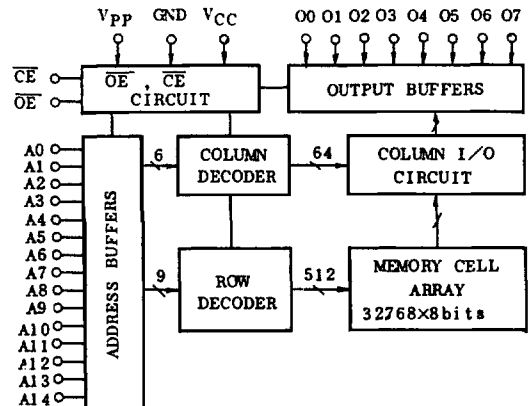 VPP GND VCC O0 O1 O2 O3 O4 O5 O6 O7
CE
OE
OE , CE
CIRCUIT
OUTPUT BUFFERS
A0
A1
A2
A3
A4
A5
A6
A7
A8
A9
A10
A11
A12
A13
A14
ADDRESS BUFFERS
6
COLUMN
DECODER
64
COLUMN I/O
CIRCUIT
9
ROW
DECODER
512
MEMORY CELL
ARRAY
32768×8bits